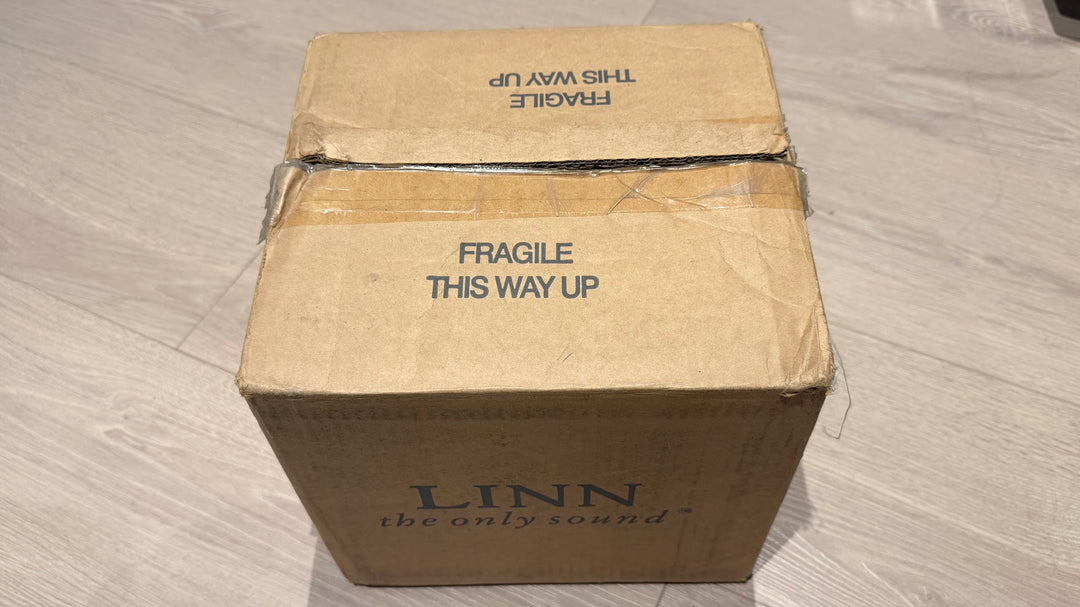 THIS WAY UP
FRAGILE
FRAGILE
THIS WAY UP
LINN
the only sound